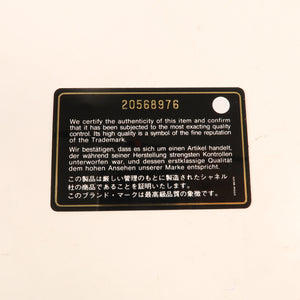 20568976
We certify the authenticity of this item and confirm
that it has been subjected to the most exacting quality
control. Its high quality is a symbol of the fine reputation
of the Trademark.
Wir bestätigen, dass es sich um einen Artikel handelt,
der während seiner Herstellung strengsten Kontrollen
unterworfen war, und dessen erstklassige Qualität
dem hohen Ansehen unserer Marke entspricht.
この製品は厳しい管理のもとに製造されたシャネル
社の商品であることを証明いたします。
このブランド・マークは最高級品質の象徴です。